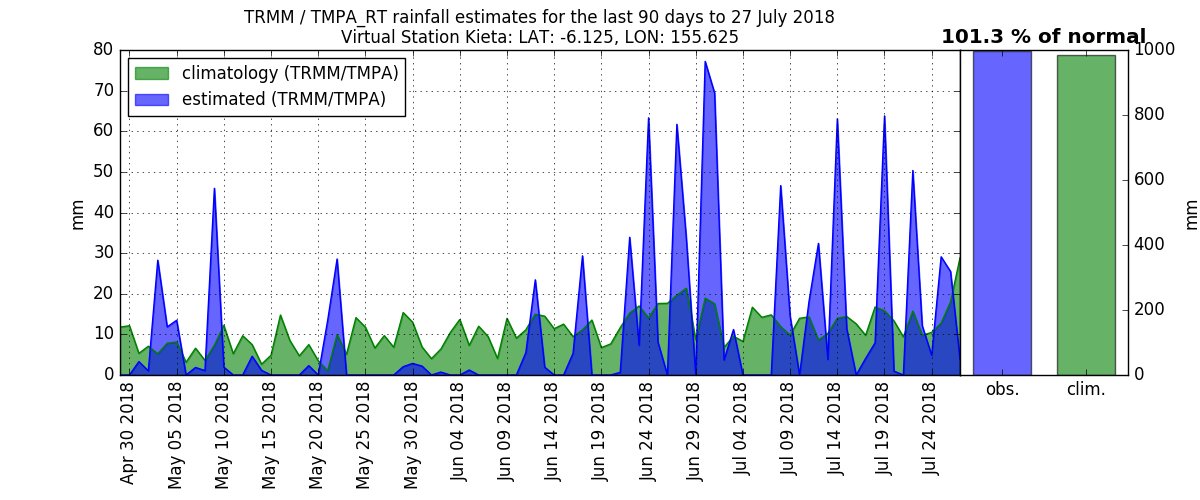 TRMM / TMPA_RT rainfall estimates for the last 90 days to 27 July 2018
Virtual Station Kieta: LAT: -6.125, LON: 155.625
101.3 % of normal
climatology (TRMM/TMPA)
estimated (TRMM/TMPA)
80
70
60
50
40
30
20
10
0
mm
1000
800
600
400
200
0
mm
Apr 30 2018
May 05 2018
May 10 2018
May 15 2018
May 20 2018
May 25 2018
May 30 2018
Jun 04 2018
Jun 09 2018
Jun 14 2018
Jun 19 2018
Jun 24 2018
Jun 29 2018
Jul 04 2018
Jul 09 2018
Jul 14 2018
Jul 19 2018
Jul 24 2018
obs.
clim.